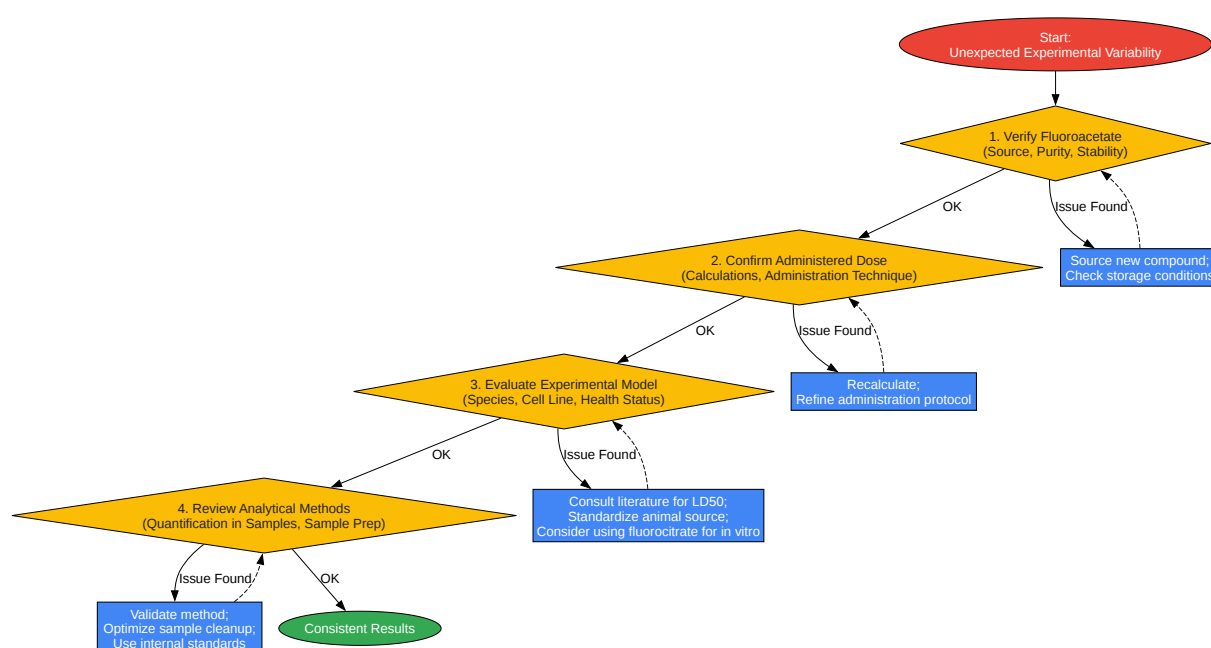 Start:
Unexpected Experimental Variability
1. Verify Fluoroacetate
(Source, Purity, Stability)
OK
Issue Found
Source new compound;
Check storage conditions
2. Confirm Administered Dose
(Calculations, Administration Technique)
OK
Issue Found
Recalculate;
Refine administration protocol
3. Evaluate Experimental Model
(Species, Cell Line, Health Status)
OK
Issue Found
Consult literature for LD50;
Standardize animal source;
Consider using fluorocitrate for in vitro
4. Review Analytical Methods
(Quantification in Samples, Sample Prep)
Issue Found
OK
Validate method;
Optimize sample cleanup;
Use internal standards
Consistent Results